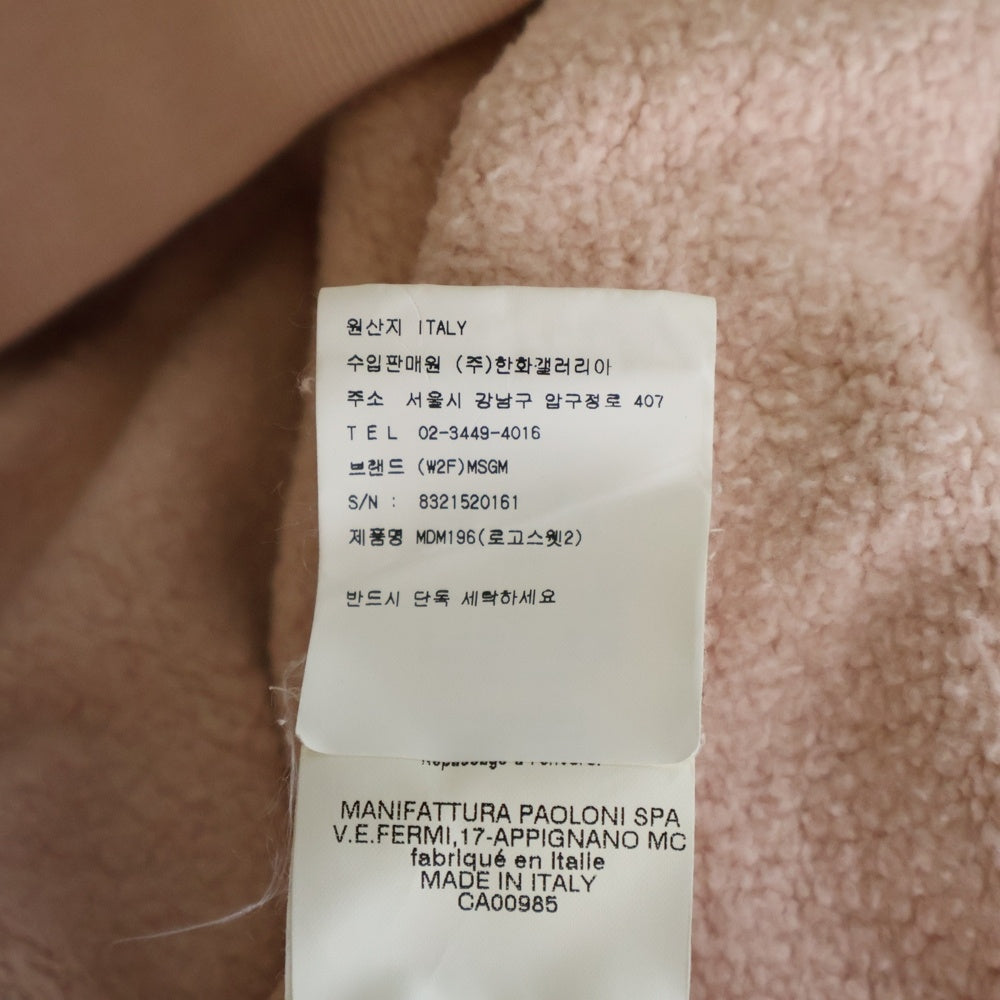 원산지 ITALY
수입판매원 (주)한화갤러리아
주소 서울시 강남구 압구정로 407
T E L 02-3449-4016
브랜드 (W2F)MSGM
S/N : 8321520161
제품명 MDM196(로고스웻2)
반드시 단독 세탁하세요
MANIFATTURA PAOLONI SPA
V.E.FERMI,17-APPIGNANO MC
fabriqué en Italie
MADE IN ITALY
CA00985